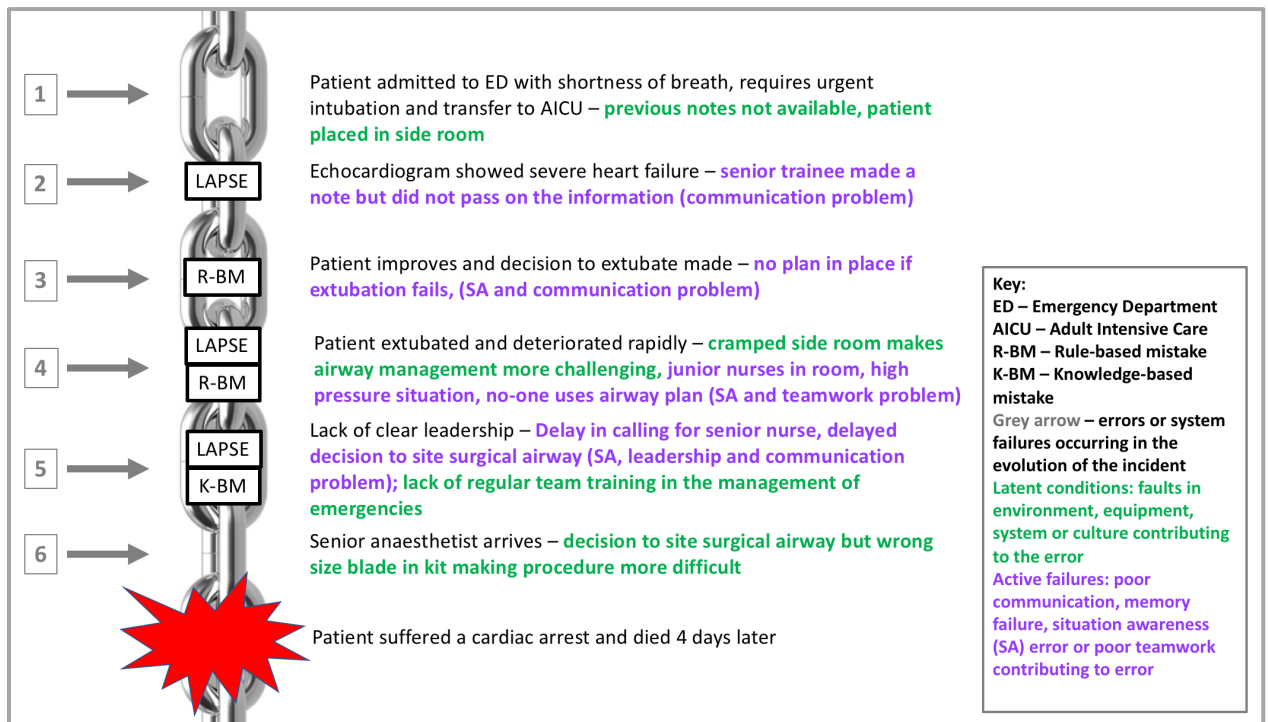 1
Patient admitted to ED with shortness of breath, requires urgent
intubation and transfer to AICU – previous notes not available, patient
placed in side room
2
LAPSE
Echocardiogram showed severe heart failure – senior trainee made a
note but did not pass on the information (communication problem)
3
R-BM
Patient improves and decision to extubate made – no plan in place if
extubation fails, (SA and communication problem)
4
LAPSE
R-BM
Patient extubated and deteriorated rapidly – cramped side room makes
airway management more challenging, junior nurses in room, high
pressure situation, no-one uses airway plan (SA and teamwork problem)
5
LAPSE
K-BM
Lack of clear leadership – Delay in calling for senior nurse, delayed
decision to site surgical airway (SA, leadership and communication
problem); lack of regular team training in the management of
emergencies
6
Senior anaesthetist arrives – decision to site surgical airway but wrong
size blade in kit making procedure more difficult
Patient suffered a cardiac arrest and died 4 days later
Key:
ED – Emergency Department
AICU – Adult Intensive Care
R-BM – Rule-based mistake
K-BM – Knowledge-based
mistake
Grey arrow – errors or system
failures occurring in the
evolution of the incident
Latent conditions: faults in
environment, equipment,
system or culture contributing
to the error
Active failures: poor
communication, memory
failure, situation awareness
(SA) error or poor teamwork
contributing to error